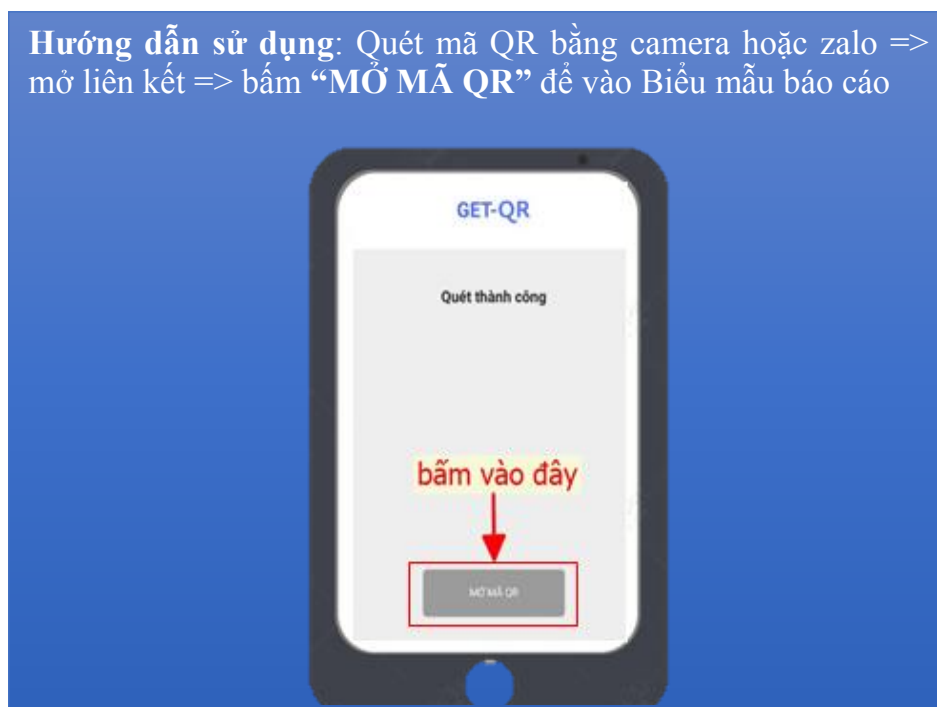 Hướng dẫn sử dụng: Quét mã QR bằng camera hoặc zalo =>
mở liên kết => bấm “MỞ MÃ QR” để vào Biểu mẫu báo cáo
GET-QR
Quét thành công
bấm vào đây
MỞ MÃ QR